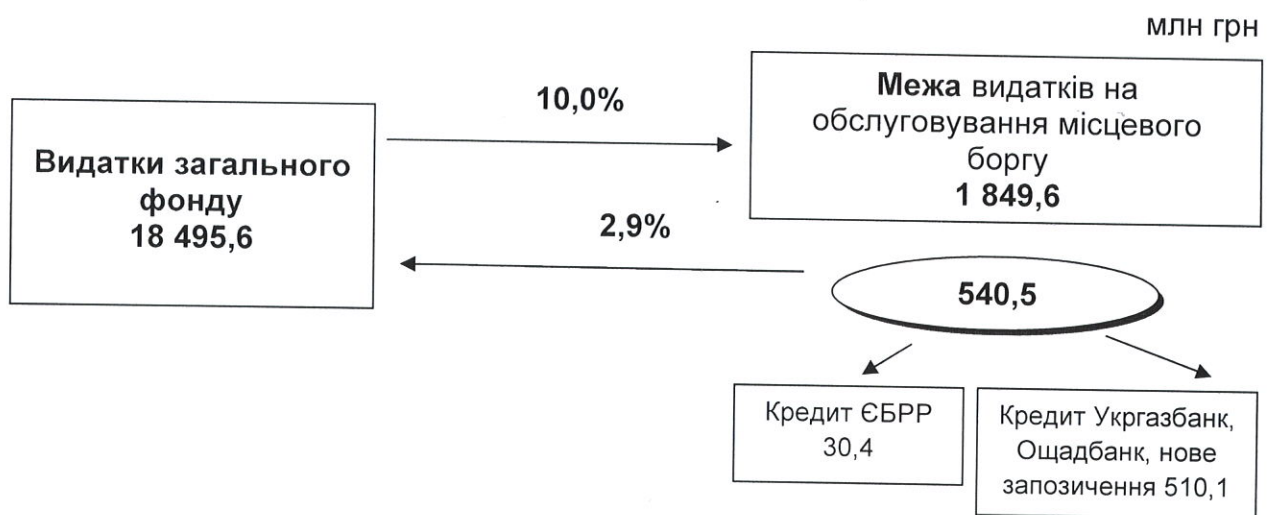 млн грн
10,0%
Межа видатків на
обслуговування місцевого
боргу
1 849,6
Видатки загального
фонду
18 495,6
2,9%
540,5
Кредит ЄБРР
30,4
Кредит Укргазбанк,
Ощадбанк, нове
запозичення 510,1